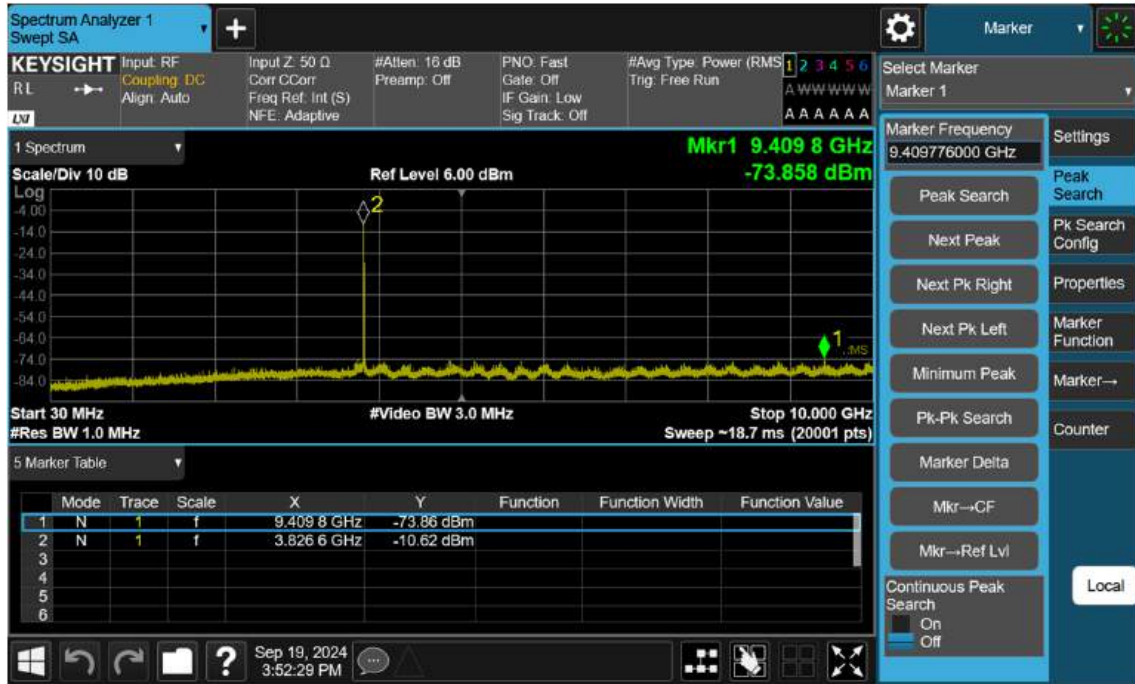 Spectrum Analyzer 1
Swept SA
+
Marker
KEYSIGHT
RL
LXI
Input: RF
Coupling: DC
Align: Auto
Input Z: 50 Ω
Corr CCorr
Freq Ref: Int (S)
NFE: Adaptive
#Atten: 16 dB
Preamp: Off
PNO: Fast
Gate: Off
IF Gain: Low
Sig Track: Off
#Avg Type: Power (RMS
Trig: Free Run
1 2 3 4 5 6
A W W W W W
A A A A A A
Select Marker
Marker 1
1 Spectrum
Scale/Div 10 dB
Log
Ref Level 6.00 dBm
Mkr1 9.409 8 GHz
-73.858 dBm
-4.00
-14.0
-24.0
-34.0
-44.0
-54.0
-64.0
-74.0
-84.0
2
1
Start 30 MHz
#Res BW 1.0 MHz
#Video BW 3.0 MHz
Stop 10.000 GHz
Sweep ~18.7 ms (20001 pts)
5 Marker Table
Mode Trace Scale X Y Function Function Width Function Value
1 N 1 f 9.409 8 GHz -73.86 dBm
2 N 1 f 3.826 6 GHz -10.62 dBm
3
4
5
6
Marker Frequency
9.409776000 GHz
Peak Search
Next Peak
Next Pk Right
Next Pk Left
Minimum Peak
Pk-Pk Search
Marker Delta
Mkr→CF
Mkr→Ref Lvl
Continuous Peak
Search
On
Off
Settings
Peak
Search
Pk Search
Config
Properties
Marker
Function
Marker→
Counter
Local
?
Sep 19, 2024
3:52:29 PM